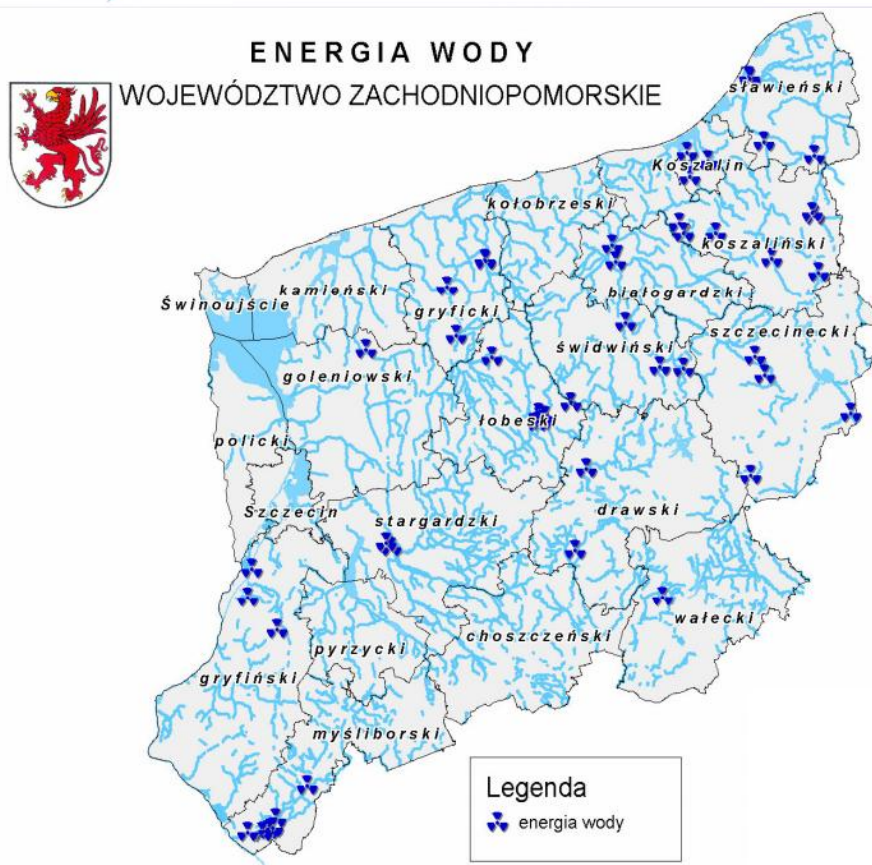 ENERGIA WODY
WOJEWÓDZTWO ZACHODNIOPOMORSKIE
sławieński
Koszalin
kołobrzeski
koszaliński
kamieński
Świnoujście
gryficki
białogardzki
szczecinecki
świdwiński
goleniowski
łobeski
policki
Szczecin
stargardzki
drawski
wałecki
choszczeński
pyrzycki
gryfiński
myśliborski
Legenda
energia wody